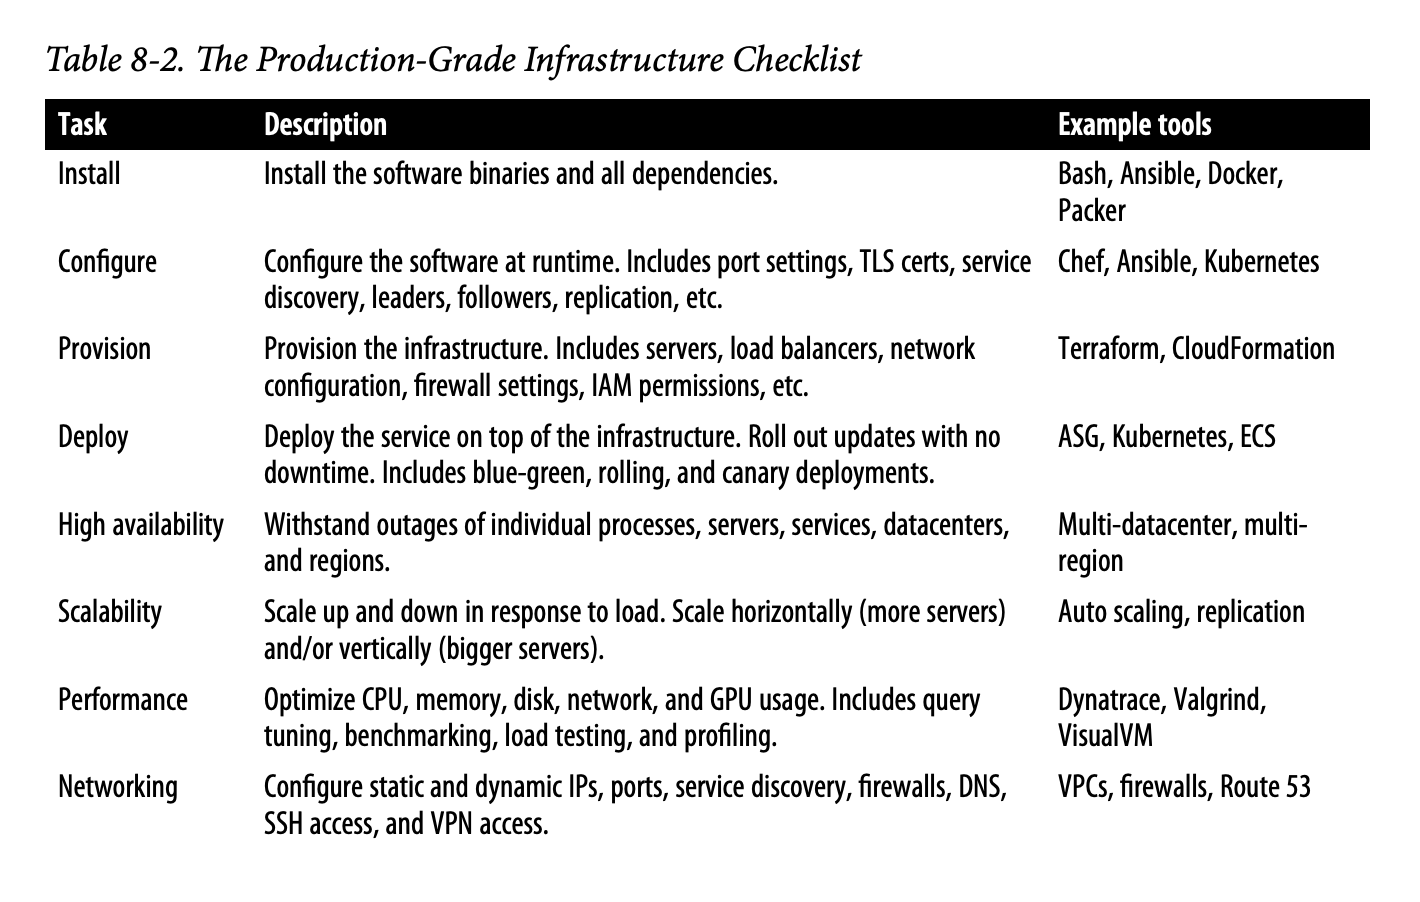 Table 8-2. The Production-Grade Infrastructure Checklist
Task Description Example tools
Install Install the software binaries and all dependencies. Bash, Ansible, Docker,
Packer
Configure Configure the software at runtime. Includes port settings, TLS certs, service Chef, Ansible, Kubernetes
discovery, leaders, followers, replication, etc.
Provision Provision the infrastructure. Includes servers, load balancers, network Terraform, CloudFormation
configuration, firewall settings, IAM permissions, etc.
Deploy Deploy the service on top of the infrastructure. Roll out updates with no ASG, Kubernetes, ECS
downtime. Includes blue-green, rolling, and canary deployments.
High availability Withstand outages of individual processes, servers, services, datacenters, Multi-datacenter, multi-
and regions. region
Scalability Scale up and down in response to load. Scale horizontally (more servers) Auto scaling, replication
and/or vertically (bigger servers).
Performance Optimize CPU, memory, disk, network, and GPU usage. Includes query Dynatrace, Valgrind,
tuning, benchmarking, load testing, and profiling. VisualVM
Networking Configure static and dynamic IPs, ports, service discovery, firewalls, DNS, VPCs, firewalls, Route 53
SSH access, and VPN access.